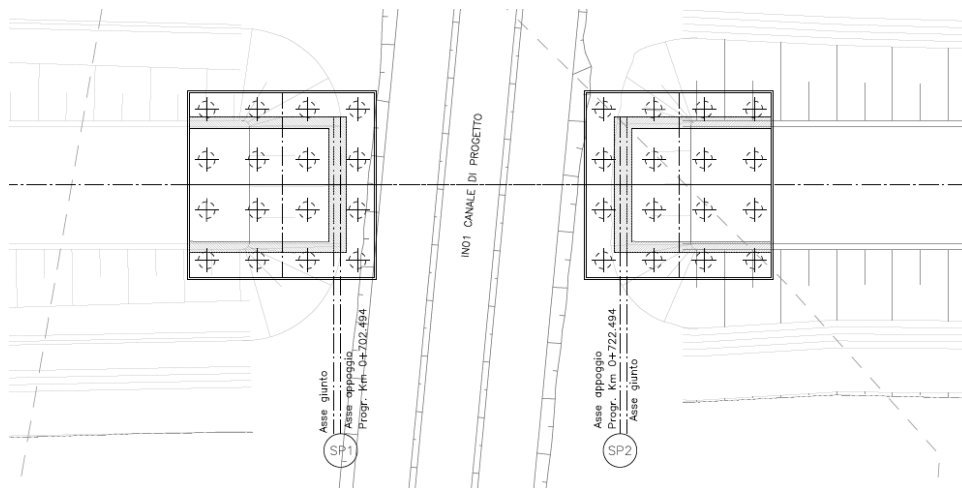 IN01 CANALE DI PROGETTO
Asse giunto
Asse appoggio
Progr. Km 0+702.494
SP1
Asse appoggio
Progr. Km 0+722.494
Asse giunto
SP2